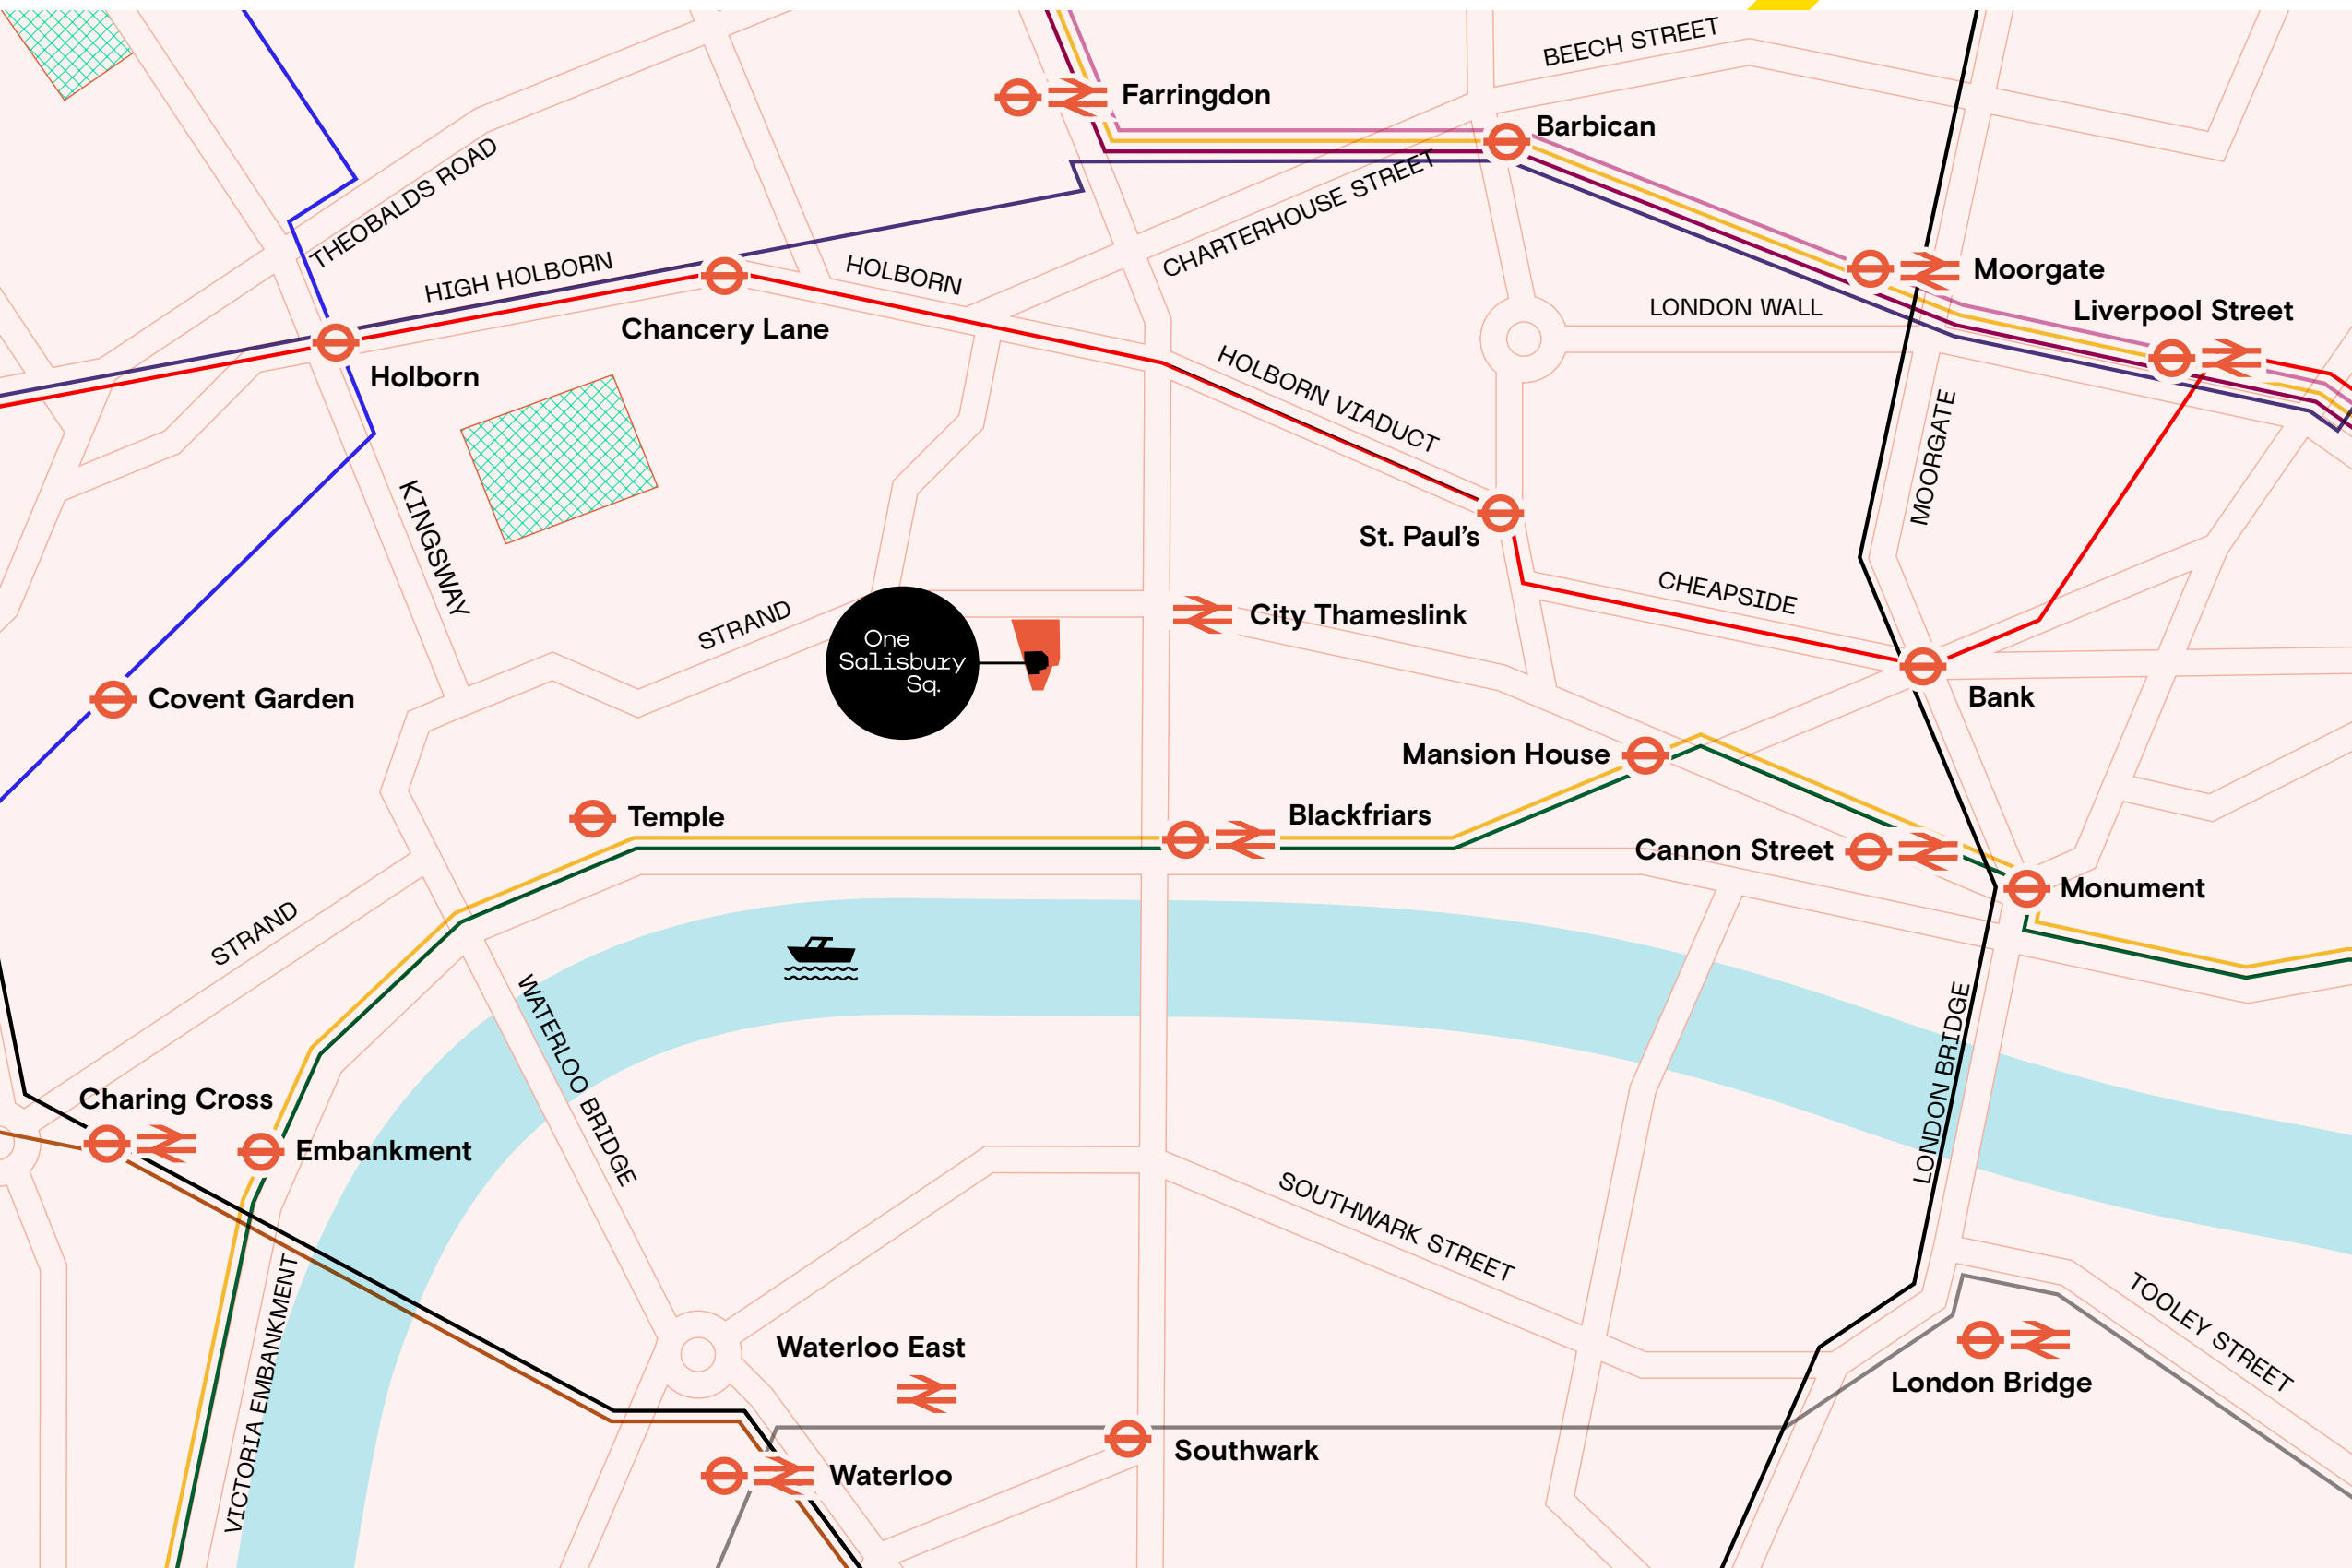 BEECH STREET
Farringdon
Barbican
THEOBALDS ROAD
CHARTERHOUSE STREET
HIGH HOLBORN
HOLBORN
Moorgate
LONDON WALL
Liverpool Street
Chancery Lane
Holborn
HOLBORN VIADUCT
MOORGATE
KINGSWAY
St. Paul’s
CHEAPSIDE
STRAND
City Thameslink
One
Salisbury
Sq.
Covent Garden
Bank
Mansion House
Temple
Blackfriars
Cannon Street
Monument
STRAND
WATERLOO BRIDGE
LONDON BRIDGE
Charing Cross
Embankment
SOUTHWARK STREET
VICTORIA EMBANKMENT
TOOLEY STREET
Waterloo East
London Bridge
Southwark
Waterloo